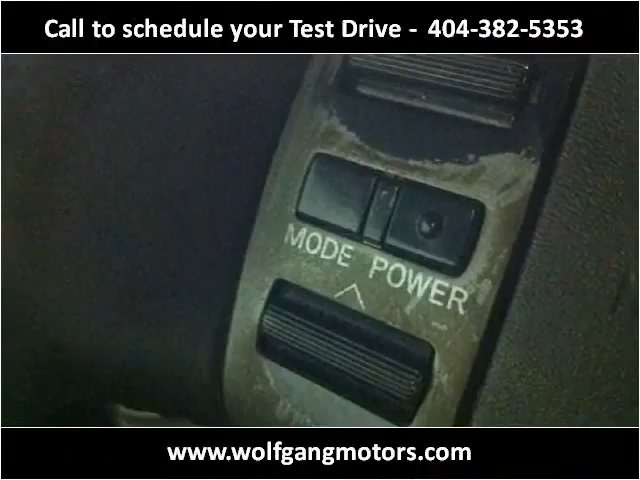 Call to schedule your Test Drive - 404-382-5353
MODE POWER
www.wolfgangmotors.com